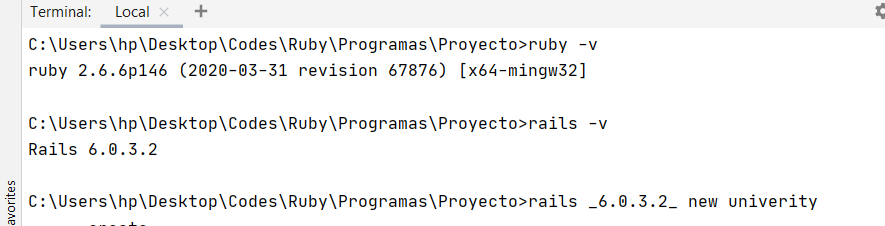 Terminal: Local
C:\Users\hp\Desktop\Codes\Ruby\Programas\Proyecto>ruby -v
ruby 2.6.6p146 (2020-03-31 revision 67876) [x64-mingw32]
C:\Users\hp\Desktop\Codes\Ruby\Programas\Proyecto>rails -v
Rails 6.0.3.2
C:\Users\hp\Desktop\Codes\Ruby\Programas\Proyecto>rails _6.0.3.2_ new univerity
avorites